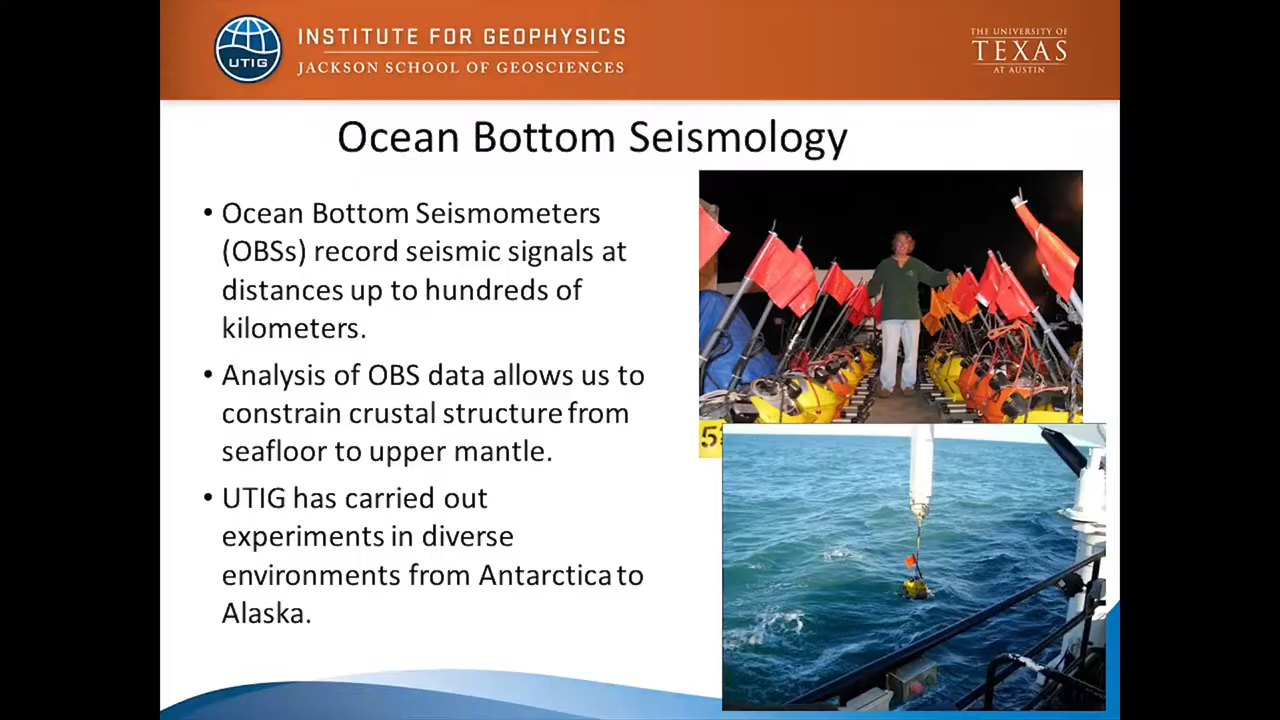 UTIG
INSTITUTE FOR GEOPHYSICS
JACKSON SCHOOL OF GEOSCIENCES
THE UNIVERSITY OF
TEXAS
AT AUSTIN
Ocean Bottom Seismology
• Ocean Bottom Seismometers
(OBSs) record seismic signals at
distances up to hundreds of
kilometers.
• Analysis of OBS data allows us to
constrain crustal structure from
seafloor to upper mantle.
• UTIG has carried out
experiments in diverse
environments from Antarctica to
Alaska.